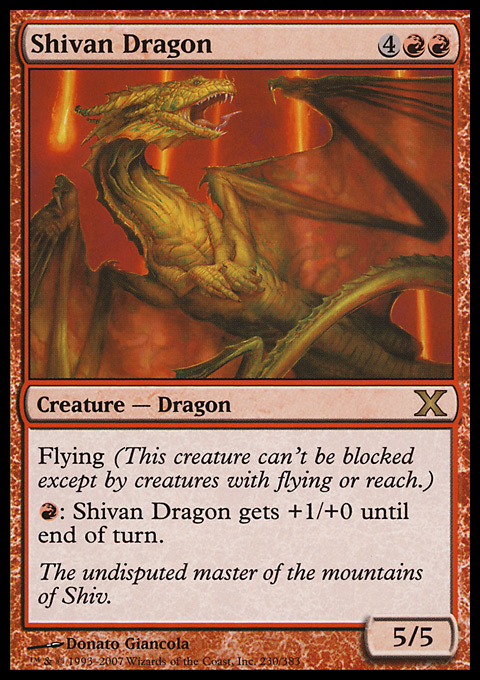 Shivan Dragon 4
Creature — Dragon X
Flying (This creature can't be blocked
except by creatures with flying or reach.)
: Shivan Dragon gets +1/+0 until
end of turn.
The undisputed master of the mountains
of Shiv.
5/5
Donato Giancola
™ & © 1993–2007 Wizards of the Coast, Inc. 230/383